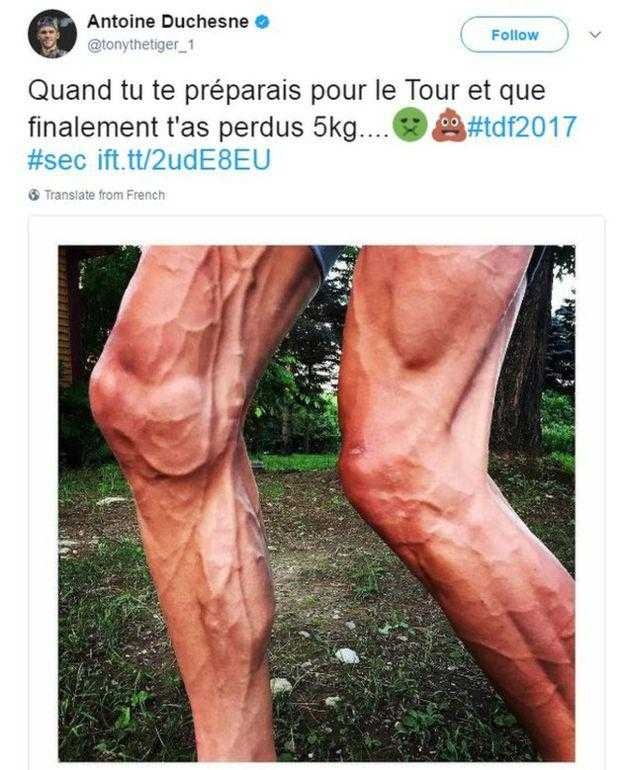 Antoine Duchesne
@tonythetiger_1
Follow
Quand tu te préparais pour le Tour et que
finalement t'as perdus 5kg....🤢💩#tdf2017
#sec ift.tt/2udE8EU
Translate from French